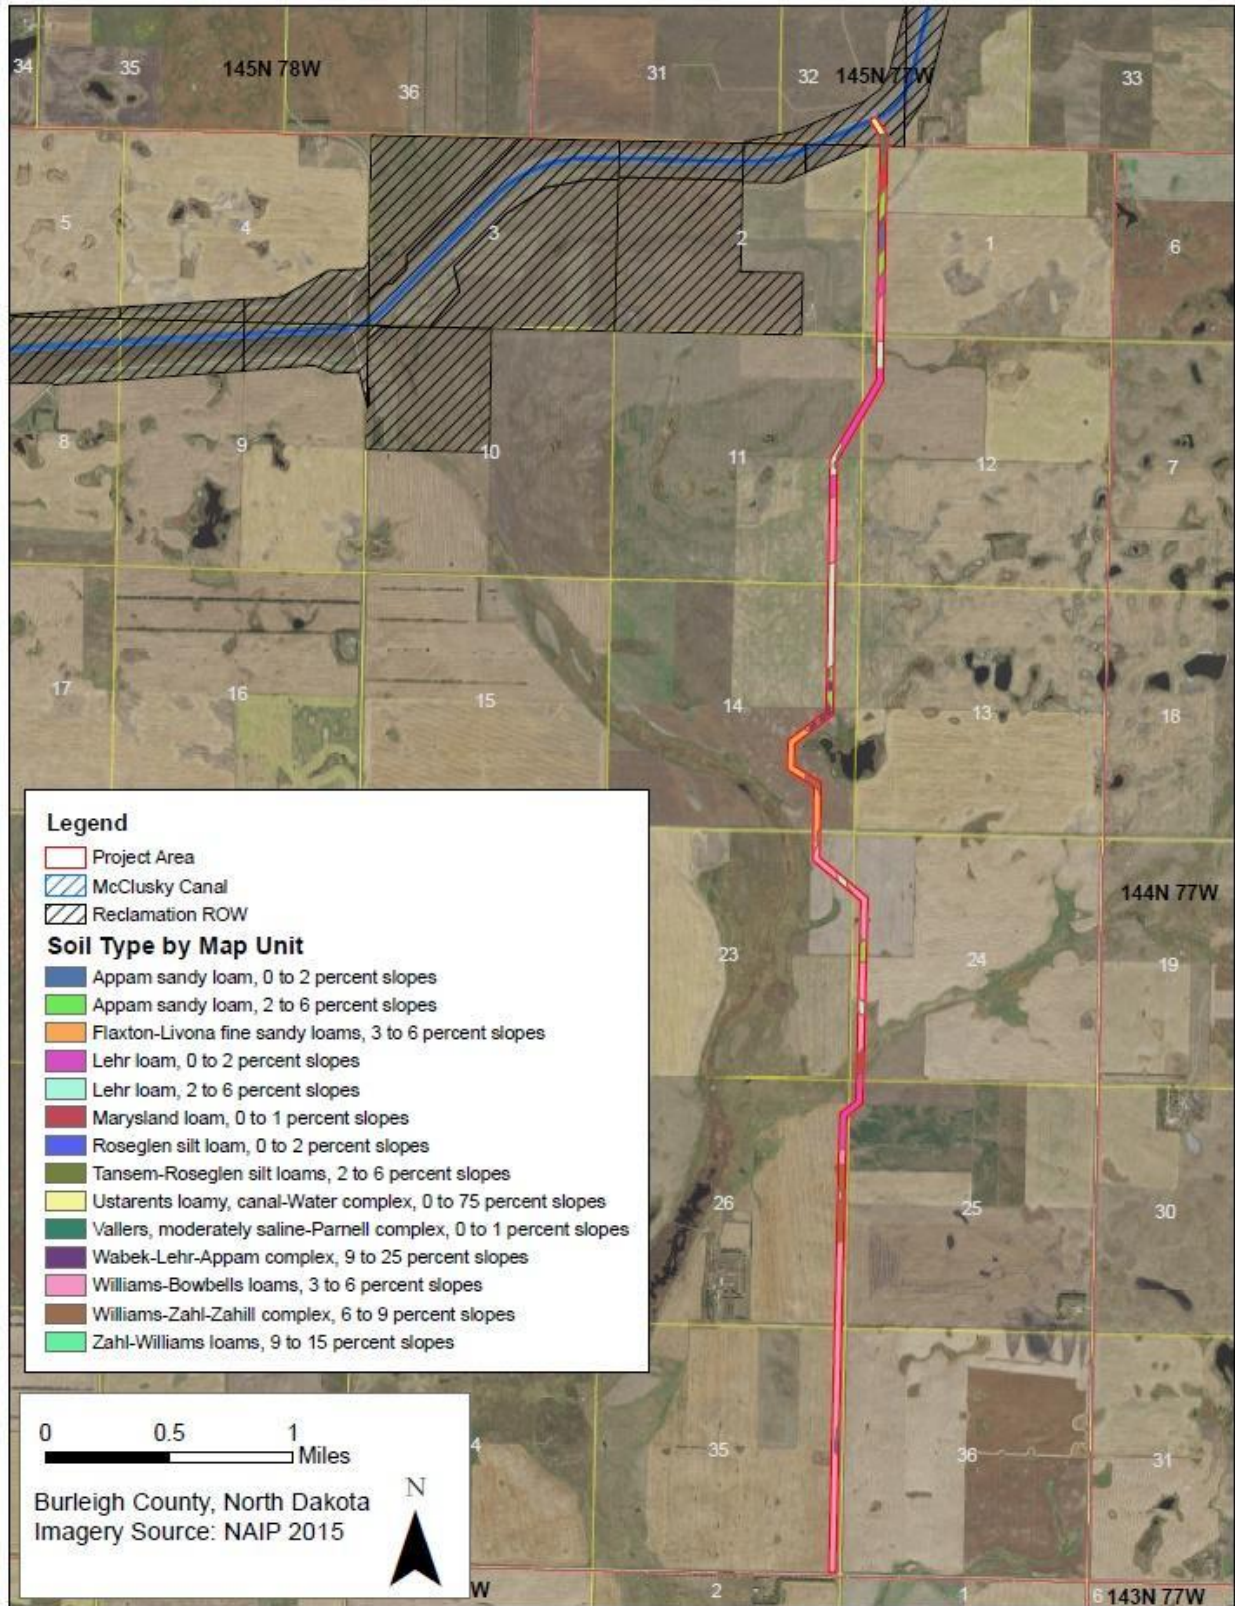 34
35
145N 78W
36
31
32
145N 77W
33
5
4
3
2
1
6
8
9
10
11
12
7
17
16
15
14
13
18
Legend
Project Area
McClusky Canal
Reclamation ROW
Soil Type by Map Unit
Appam sandy loam, 0 to 2 percent slopes
Appam sandy loam, 2 to 6 percent slopes
Flaxton-Livona fine sandy loams, 3 to 6 percent slopes
Lehr loam, 0 to 2 percent slopes
Lehr loam, 2 to 6 percent slopes
Marysland loam, 0 to 1 percent slopes
Roseglen silt loam, 0 to 2 percent slopes
Tansem-Roseglen silt loams, 2 to 6 percent slopes
Ustarents loamy, canal-Water complex, 0 to 75 percent slopes
Vallers, moderately saline-Parnell complex, 0 to 1 percent slopes
Wabek-Lehr-Appam complex, 9 to 25 percent slopes
Williams-Bowbells loams, 3 to 6 percent slopes
Williams-Zahl-Zahill complex, 6 to 9 percent slopes
Zahl-Williams loams, 9 to 15 percent slopes
144N 77W
23
24
19
26
25
30
0 0.5 1
Miles
Burleigh County, North Dakota
Imagery Source: NAIP 2015
N
4
35
36
31
W
2
1
6
143N 77W